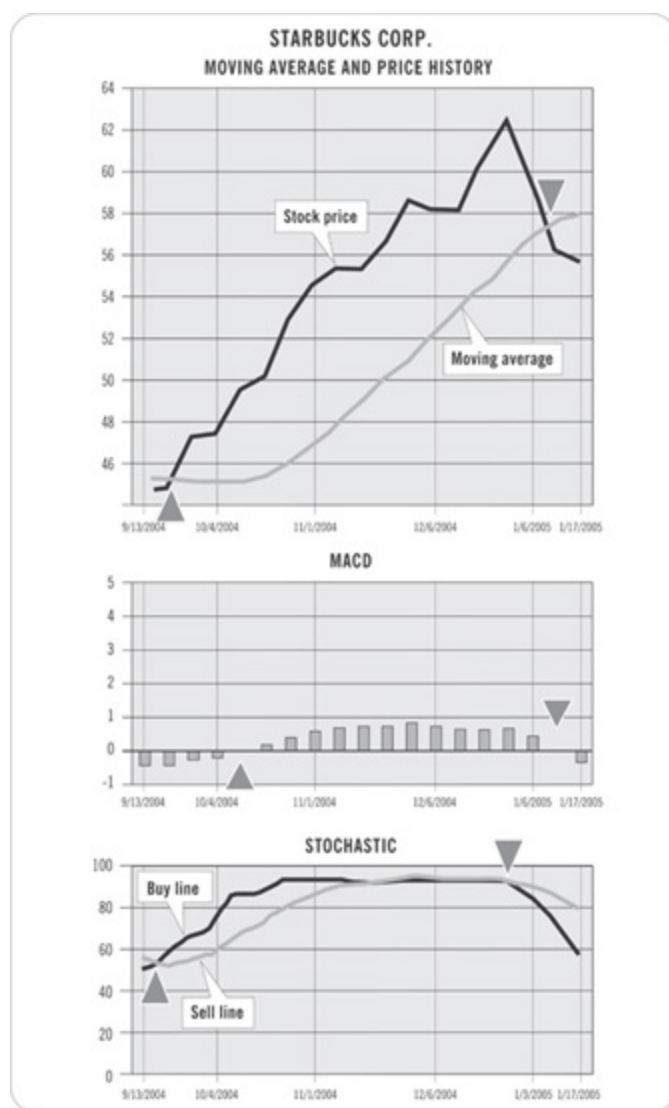 STARBUCKS CORP.
MOVING AVERAGE AND PRICE HISTORY
64
62
60
58
56
54
52
50
48
46
Stock price
Moving average
9/13/2004 10/4/2004 11/1/2004 12/6/2004 1/6/2005 1/17/2005
MACD
5
4
3
2
1
0
-1
9/13/2004 10/4/2004 11/1/2004 12/6/2004 1/6/2005 1/17/2005
STOCHASTIC
100
80
60
40
20
0
Buy line
Sell line
9/13/2004 10/4/2004 11/1/2004 12/6/2004 1/3/2005 1/17/2005